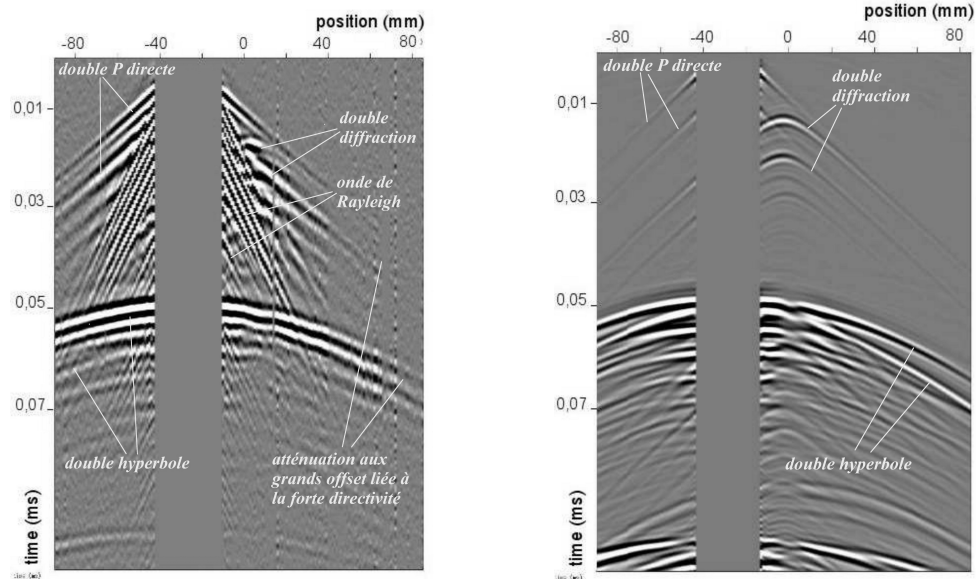 position (mm)
-80 -40 0 40 80
double P directe
0,01
double
diffraction
onde de
Rayleigh
0,03
0,05
0,07
double hyperbole
atténuation aux
grands offset liée à
la forte directivité
time (ms)
position (mm)
-80 -40 0 40 80
double P directe
double
diffraction
0,01
0,03
0,05
0,07
double hyperbole
time (ms)